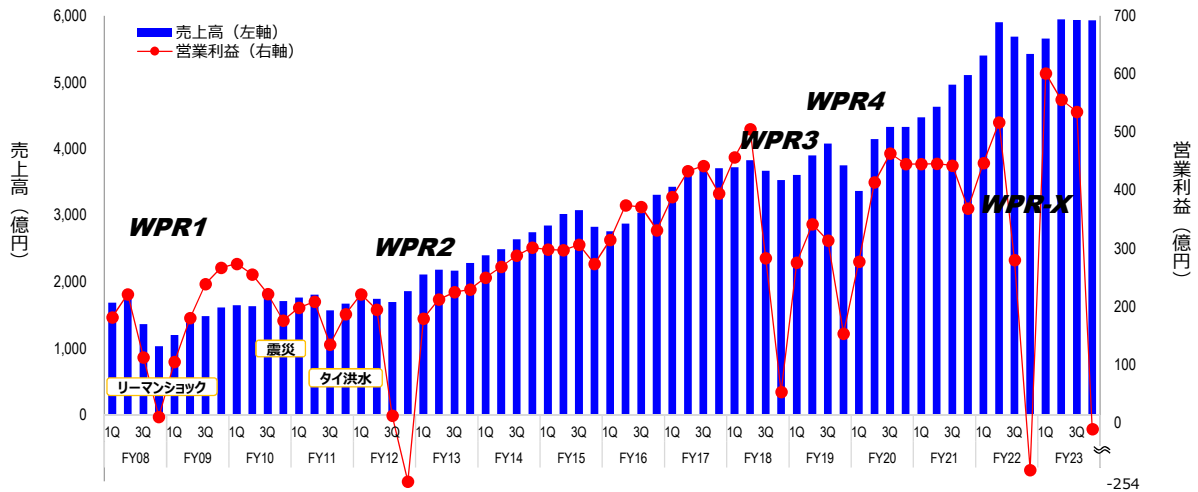 6,000
5,000
4,000
3,000
2,000
1,000
0
売上高（億円）
売上高（左軸）
営業利益（右軸）
700
600
500
400
300
200
100
0
-254
営業利益（億円）
WPR1
WPR2
WPR3
WPR4
WPR-X
リーマンショック
震災
タイ洪水
1Q 3Q 1Q 3Q 1Q 3Q 1Q 3Q 1Q 3Q 1Q 3Q 1Q 3Q 1Q 3Q 1Q 3Q 1Q 3Q 1Q 3Q 1Q 3Q 1Q 3Q 1Q 3Q 1Q 3Q 1Q 3Q
FY08 FY09 FY10 FY11 FY12 FY13 FY14 FY15 FY16 FY17 FY18 FY19 FY20 FY21 FY22 FY23